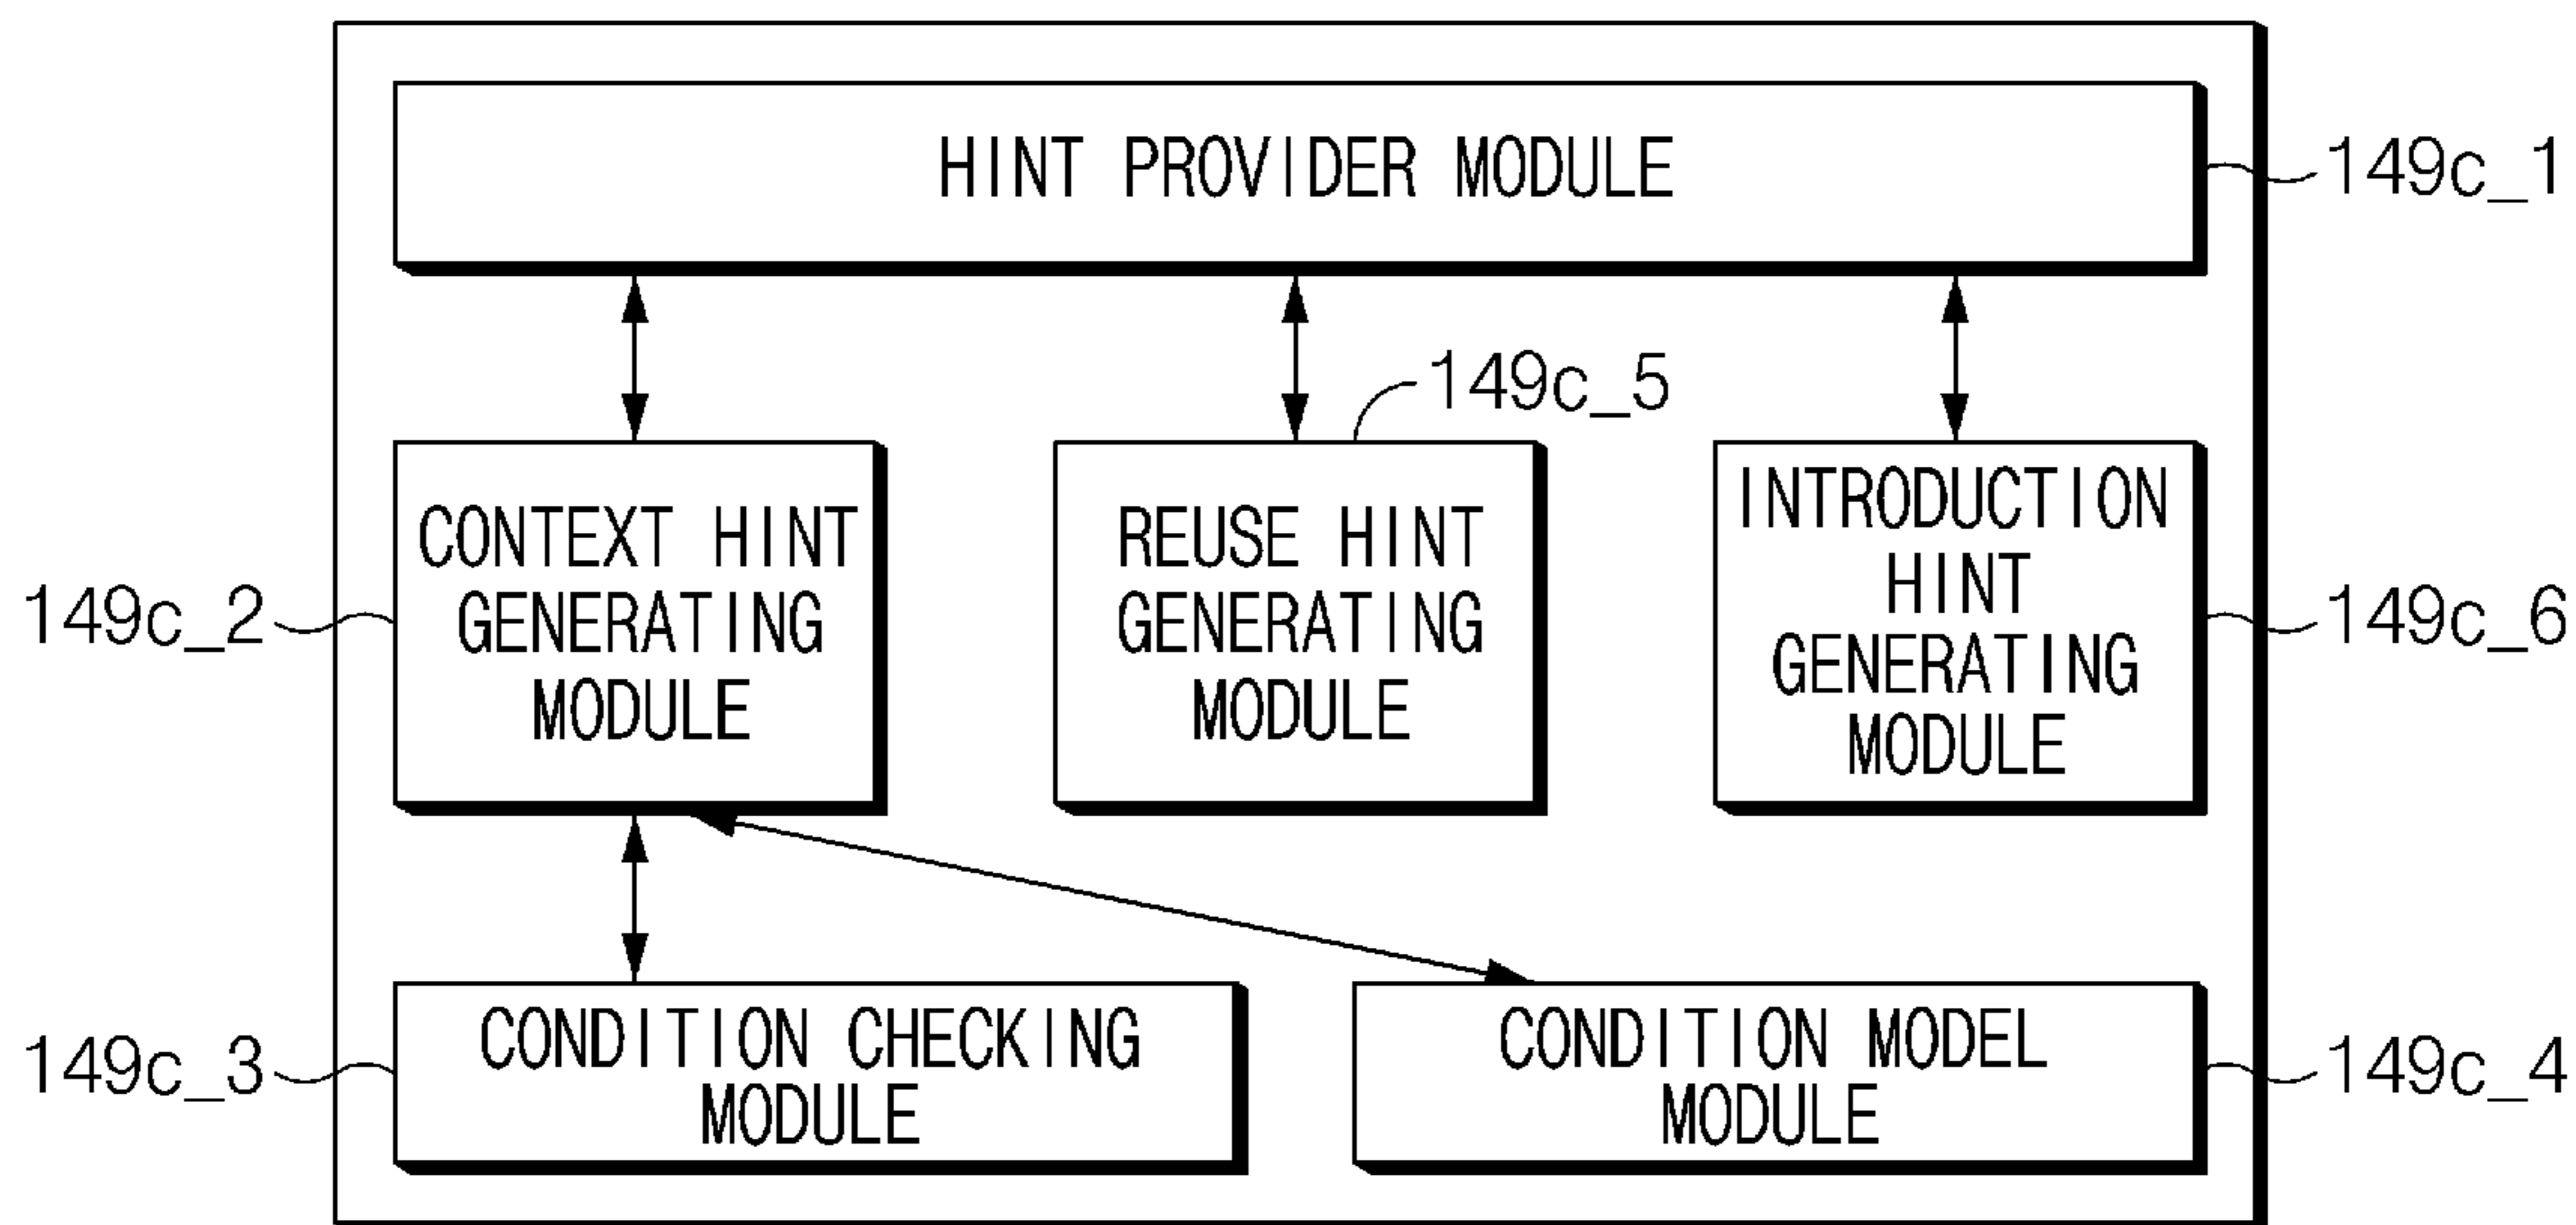 HINT PROVIDER MODULE
149c_1
149c_5
CONTEXT HINT
GENERATING
MODULE
149c_2
REUSE HINT
GENERATING
MODULE
INTRODUCTION
HINT
GENERATING
MODULE
149c_6
CONDITION CHECKING
MODULE
149c_3
CONDITION MODEL
MODULE
149c_4